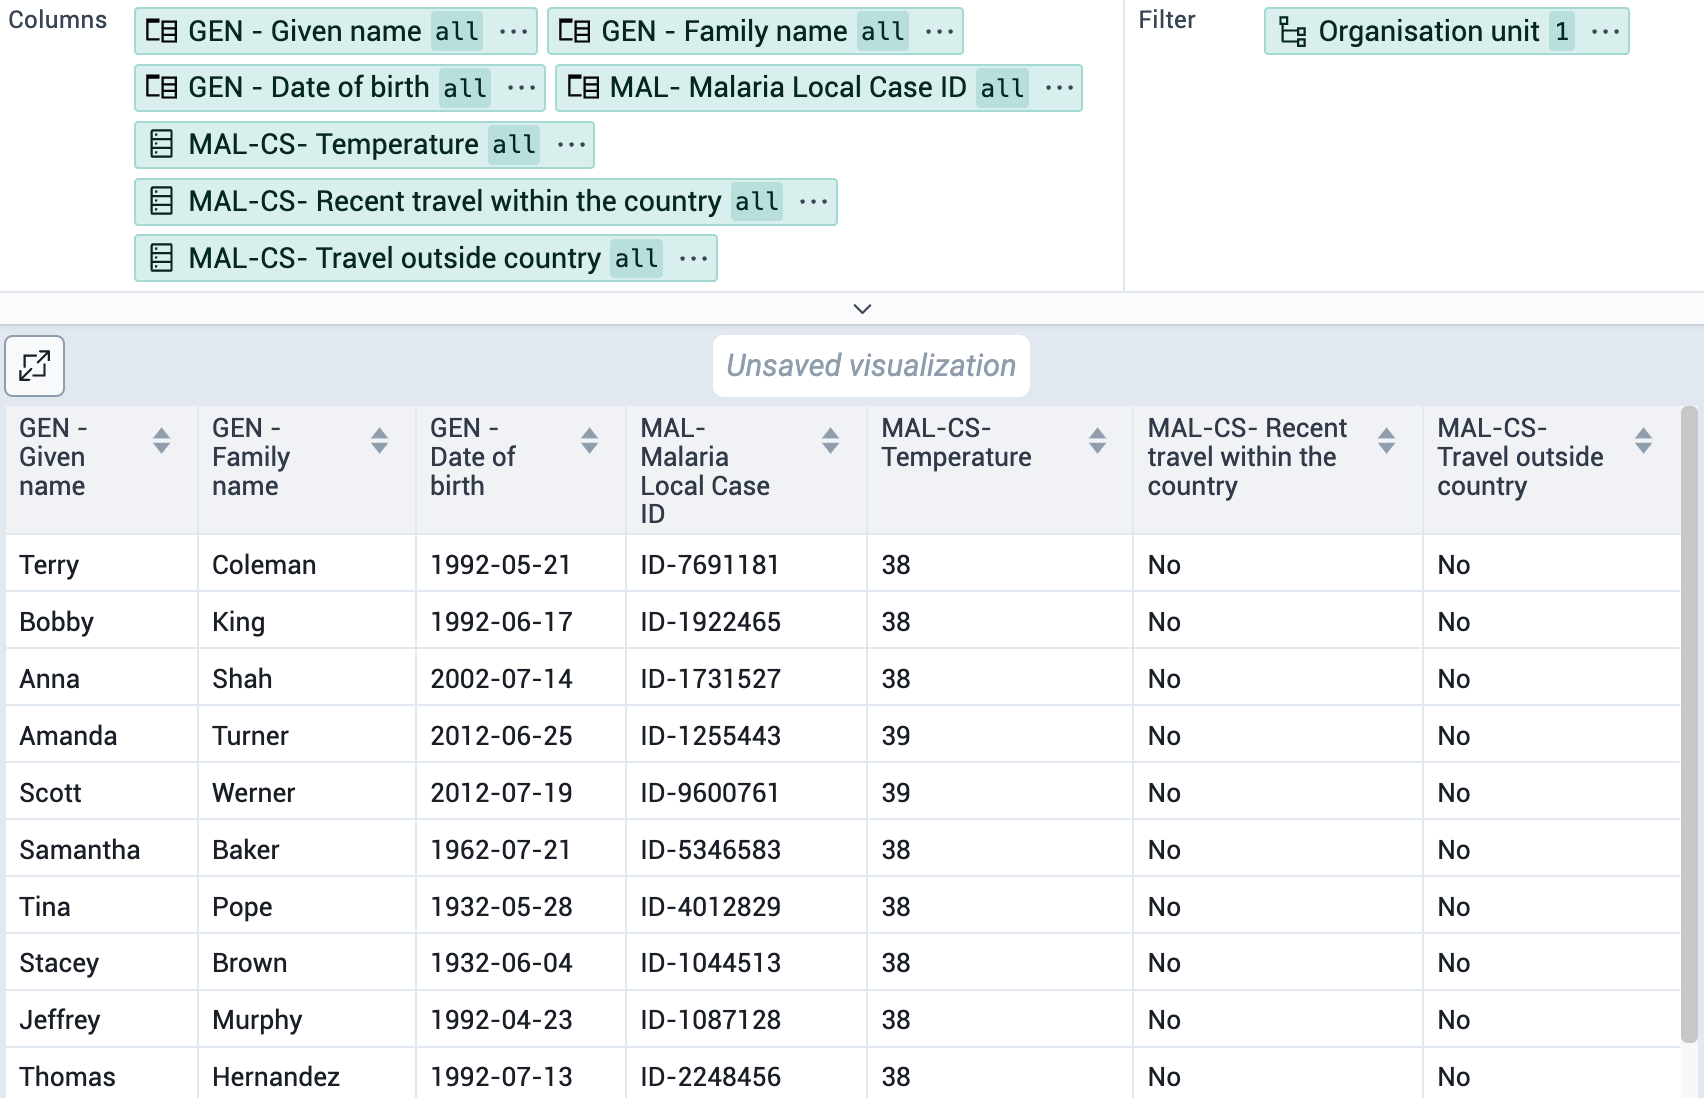 Columns
GEN - Given name all ···
GEN - Family name all ···
Filter
Organisation unit 1 ···
GEN - Date of birth all ···
MAL- Malaria Local Case ID all ···
MAL-CS- Temperature all ···
MAL-CS- Recent travel within the country all ···
MAL-CS- Travel outside country all ···
Unsaved visualization
GEN -
Given
name
GEN -
Family
name
GEN -
Date of
birth
MAL-
Malaria
Local Case
ID
MAL-CS-
Temperature
MAL-CS- Recent
travel within the
country
MAL-CS-
Travel outside
country
Terry Coleman 1992-05-21 ID-7691181 38 No No
Bobby King 1992-06-17 ID-1922465 38 No No
Anna Shah 2002-07-14 ID-1731527 38 No No
Amanda Turner 2012-06-25 ID-1255443 39 No No
Scott Werner 2012-07-19 ID-9600761 39 No No
Samantha Baker 1962-07-21 ID-5346583 38 No No
Tina Pope 1932-05-28 ID-4012829 38 No No
Stacey Brown 1932-06-04 ID-1044513 38 No No
Jeffrey Murphy 1992-04-23 ID-1087128 38 No No
Thomas Hernandez 1992-07-13 ID-2248456 38 No No